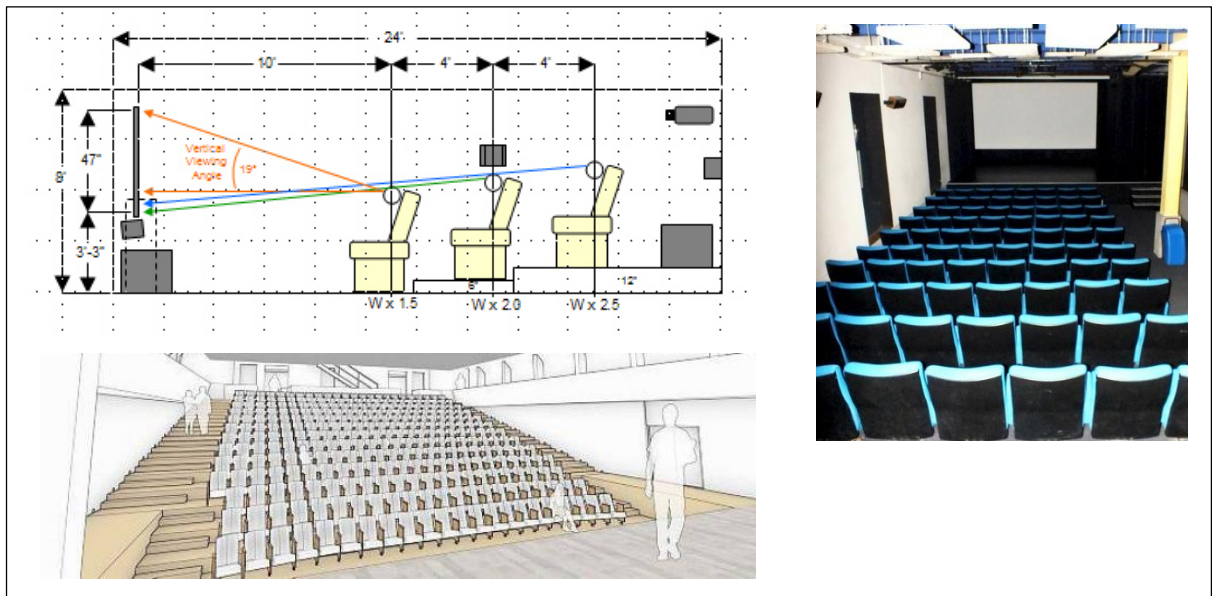 24'
10'
4'
4'
Vertical
Viewing
Angle
19°
47"
8'
3'-3"
6"
12"
W x 1.5
W x 2.0
W x 2.5